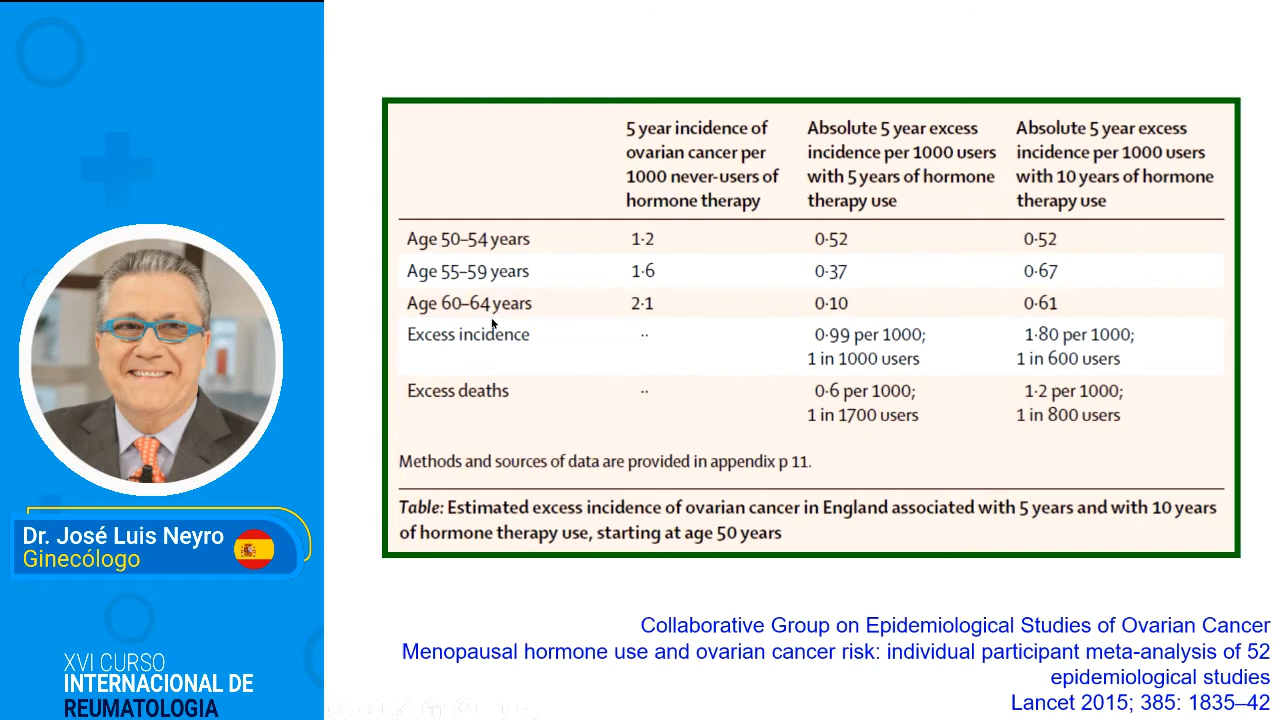 Dr. José Luis Neyro
Ginecólogo
XVI CURSO
INTERNACIONAL DE
REUMATOLOGIA
5 year incidence of
ovarian cancer per
1000 never-users of
hormone therapy
Absolute 5 year excess
incidence per 1000 users
with 5 years of hormone
therapy use
Absolute 5 year excess
incidence per 1000 users
with 10 years of hormone
therapy use
Age 50–54 years 1·2 0·52 0·52
Age 55–59 years 1·6 0·37 0·67
Age 60–64 years 2·1 0·10 0·61
Excess incidence ·· 0·99 per 1000; 1·80 per 1000;
1 in 1000 users 1 in 600 users
Excess deaths ·· 0·6 per 1000; 1·2 per 1000;
1 in 1700 users 1 in 800 users
Methods and sources of data are provided in appendix p 11.
Table: Estimated excess incidence of ovarian cancer in England associated with 5 years and with 10 years
of hormone therapy use, starting at age 50 years
Collaborative Group on Epidemiological Studies of Ovarian Cancer
Menopausal hormone use and ovarian cancer risk: individual participant meta-analysis of 52
epidemiological studies
Lancet 2015; 385: 1835–42